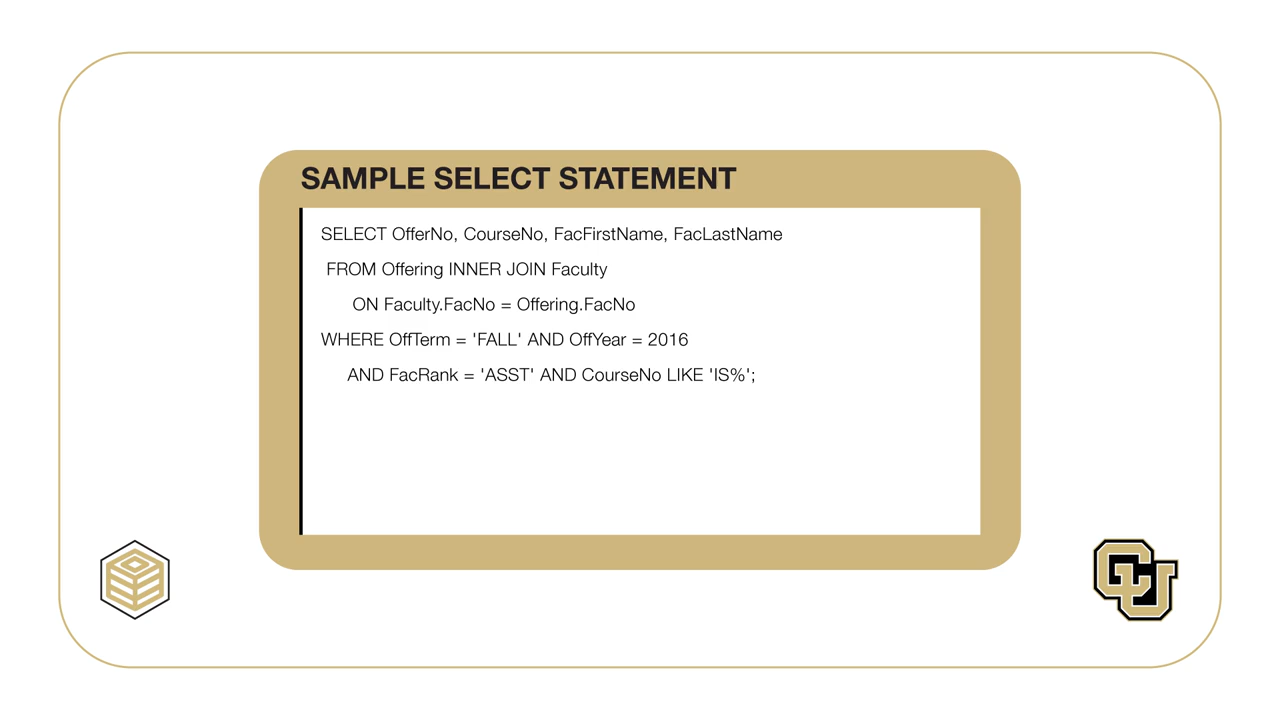 SAMPLE SELECT STATEMENT
SELECT OfferNo, CourseNo, FacFirstName, FacLastName
FROM Offering INNER JOIN Faculty
ON Faculty.FacNo = Offering.FacNo
WHERE OffTerm = 'FALL' AND OffYear = 2016
AND FacRank = 'ASST' AND CourseNo LIKE 'IS%';
CU